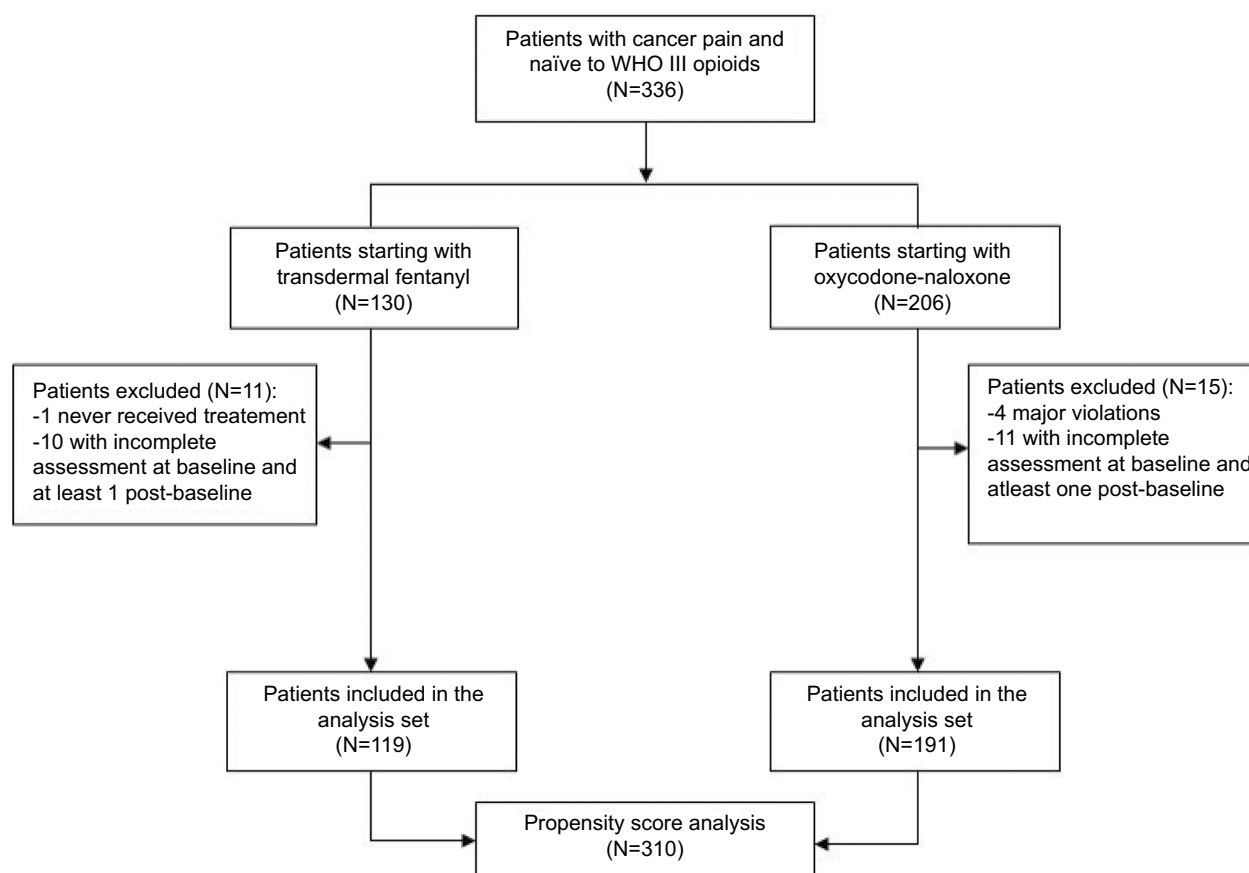 Patients with cancer pain and
naïve to WHO III opioids
(N=336)
Patients starting with
transdermal fentanyl
(N=130)
Patients starting with
oxycodone-naloxone
(N=206)
Patients excluded (N=11):
-1 never received treatement
-10 with incomplete
assessment at baseline and
at least 1 post-baseline
Patients excluded (N=15):
-4 major violations
-11 with incomplete
assessment at baseline and
atleast one post-baseline
Patients included in the
analysis set
(N=119)
Patients included in the
analysis set
(N=191)
Propensity score analysis
(N=310)